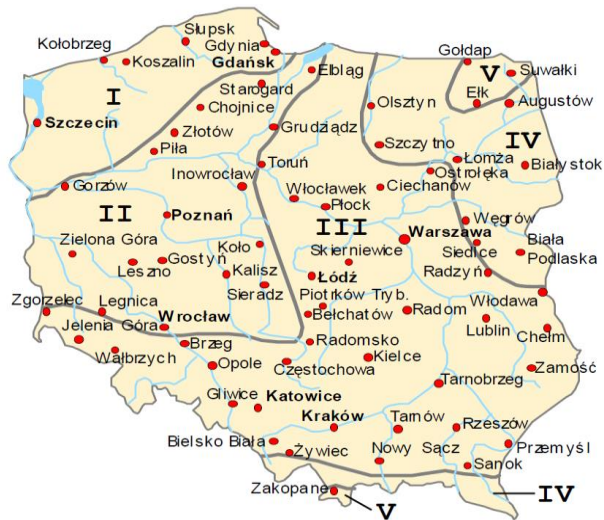 Słupsk
Kołobrzeg
Gdynia
Koszalin
Gdańsk
Elbląg
Gołdap
V
Suwałki
I
Starogard
Ełk
Augustów
Chojnice
Olsztyn
Szczecin
Złotów
Grudziądz
IV
Piła
Szczytno
Łomża
Toruń
Białystok
Ostrołęka
Inowrocław
Ciechanów
Gorzów
Włocławek
Płock
II
Poznań
III
Węgrów
Warszawa
Zielona Góra
Koło
Skierniewice
Siedlce
Biała
Podlaska
Gostyń
Leszno
Kalisz
Łódź
Radzyń
Sieradz
Piotrków Tryb.
Zgorzelec
Legnica
Włodawa
Bełchatów
Radom
Jelenia Góra
Wrocław
Lublin
Chełm
Brzeg
Radomsko
Wałbrzych
Kielce
Opole
Częstochowa
Zamość
Tarnobrzeg
Gliwice
Katowice
Kraków
Tarnów
Rzeszów
Bielsko Biała
Żywiec
Nowy Sącz
Przemyśl
Sanok
Zakopane
V
IV